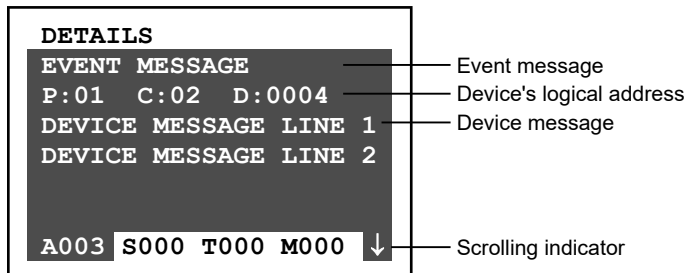 DETAILS
EVENT MESSAGE
P:01 C:02 D:0004
DEVICE MESSAGE LINE 1
DEVICE MESSAGE LINE 2
A003 S000 T000 M000 ↓
Event message
Device's logical address
Device message
Scrolling indicator